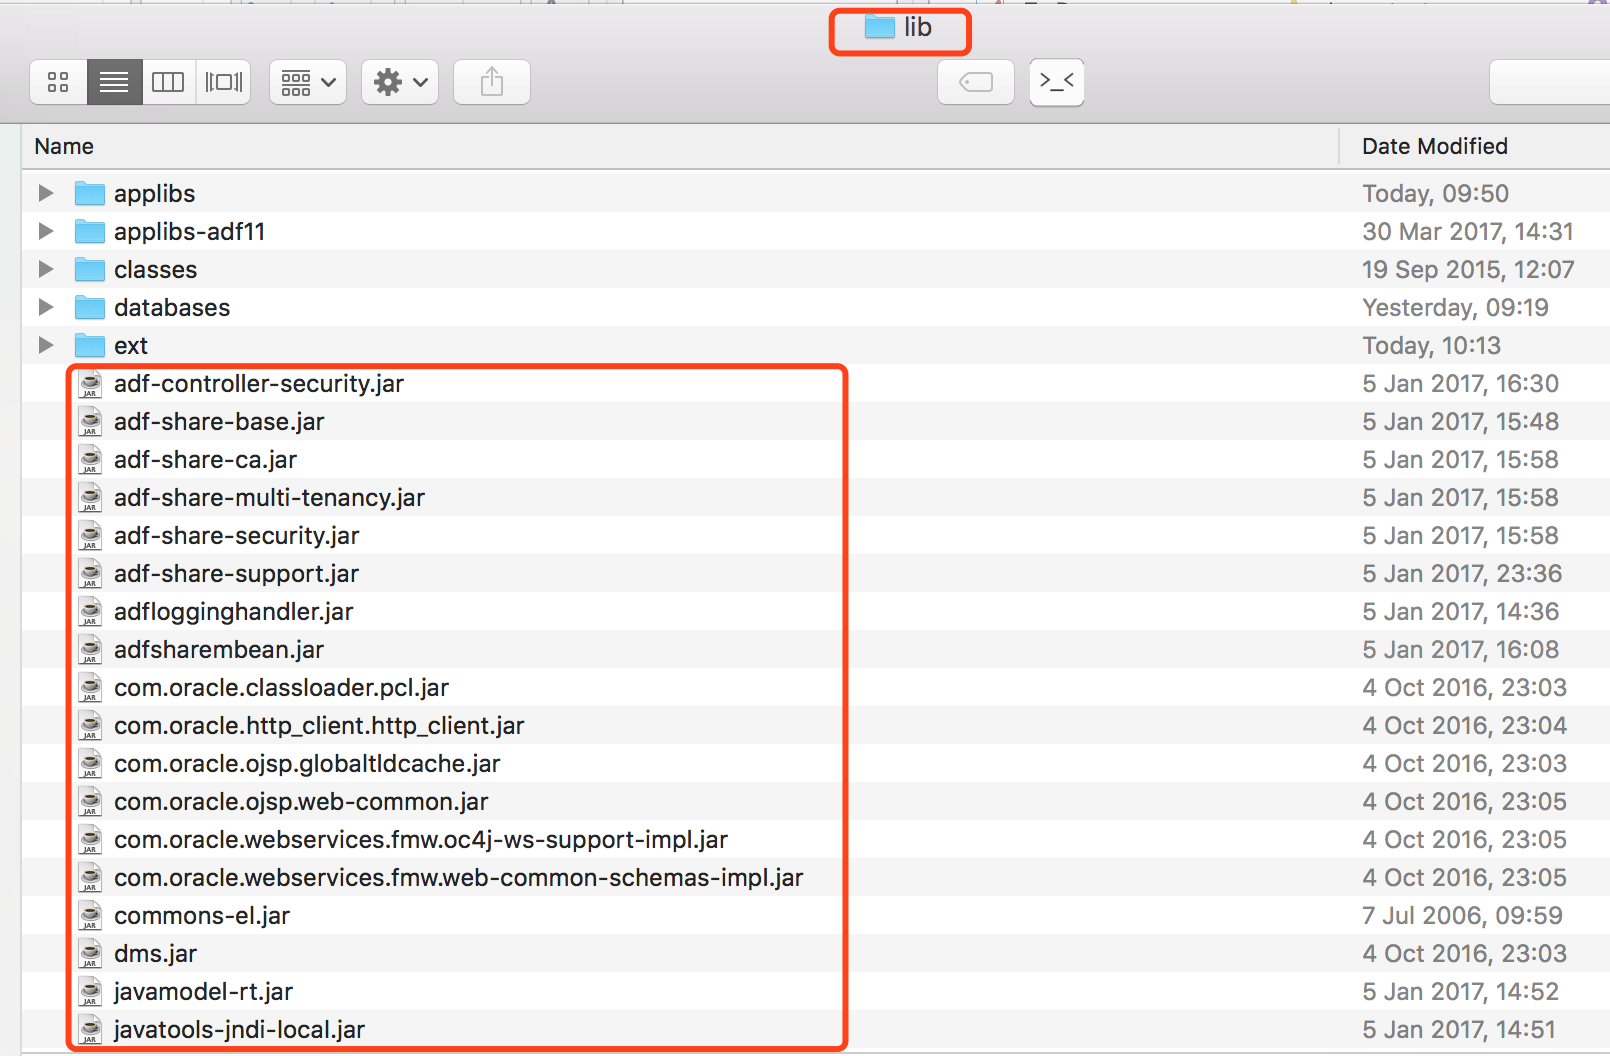 lib
>_<
Name Date Modified
applibs Today, 09:50
applibs-adf11 30 Mar 2017, 14:31
classes 19 Sep 2015, 12:07
databases Yesterday, 09:19
ext Today, 10:13
adf-controller-security.jar 5 Jan 2017, 16:30
adf-share-base.jar 5 Jan 2017, 15:48
adf-share-ca.jar 5 Jan 2017, 15:58
adf-share-multi-tenancy.jar 5 Jan 2017, 15:58
adf-share-security.jar 5 Jan 2017, 15:58
adf-share-support.jar 5 Jan 2017, 23:36
adflogginghandler.jar 5 Jan 2017, 14:36
adfsharembean.jar 5 Jan 2017, 16:08
com.oracle.classloader.pcl.jar 4 Oct 2016, 23:03
com.oracle.http_client.http_client.jar 4 Oct 2016, 23:04
com.oracle.ojsp.globaltldcache.jar 4 Oct 2016, 23:03
com.oracle.ojsp.web-common.jar 4 Oct 2016, 23:05
com.oracle.webservices.fmw.oc4j-ws-support-impl.jar 4 Oct 2016, 23:05
com.oracle.webservices.fmw.web-common-schemas-impl.jar 4 Oct 2016, 23:05
commons-el.jar 7 Jul 2006, 09:59
dms.jar 4 Oct 2016, 23:03
javamodel-rt.jar 5 Jan 2017, 14:52
javatools-jndi-local.jar 5 Jan 2017, 14:51